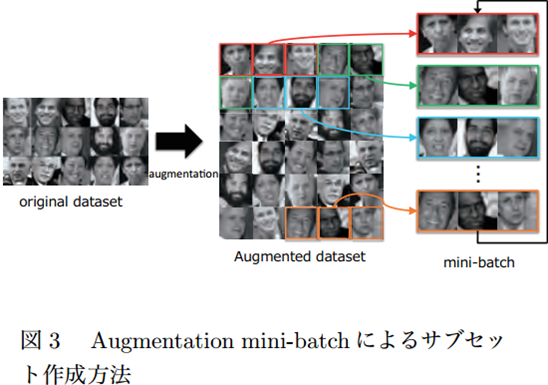 augmentation
original dataset
Augmented dataset
mini-batch
図 3 Augmentation mini-batch によるサブセッ
ト作成方法